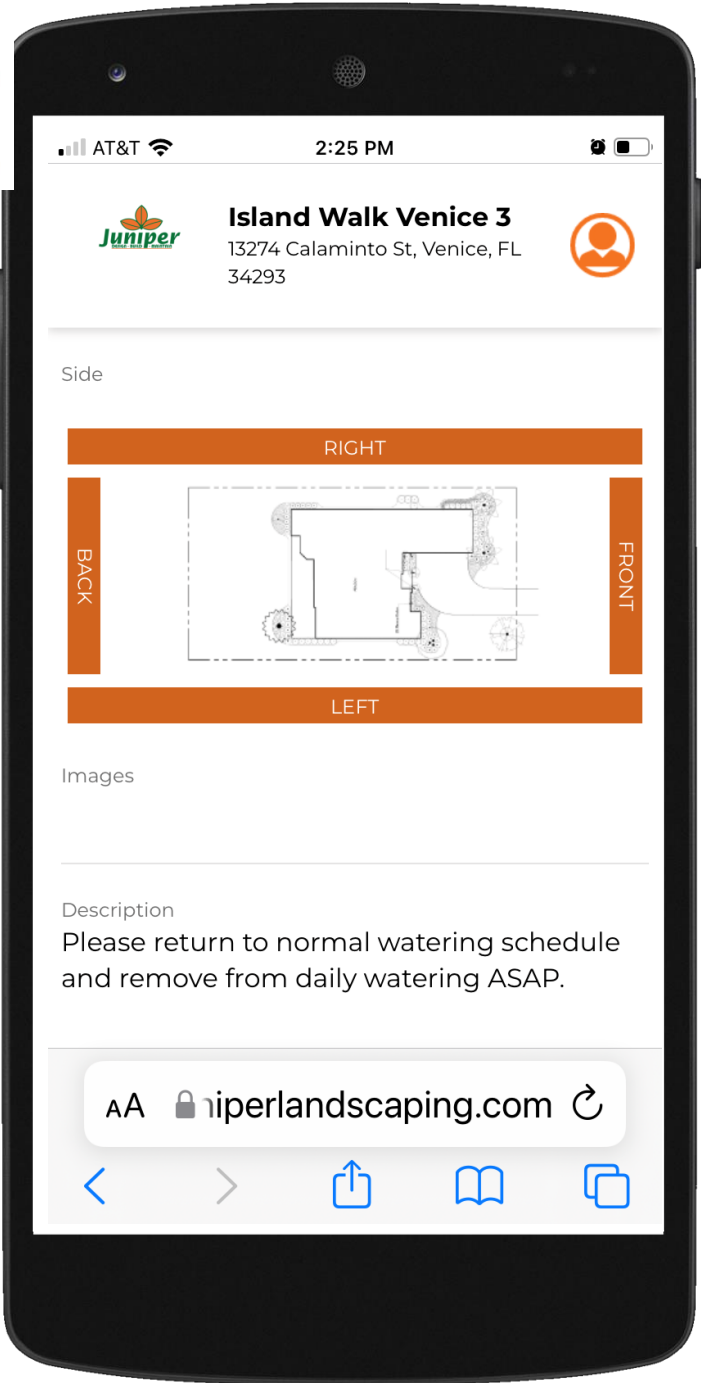 AT&T
2:25 PM
Juniper
Island Walk Venice 3
13274 Calaminto St, Venice, FL
34293
Side
RIGHT
BACK
FRONT
LEFT
Images
Description
Please return to normal watering schedule
and remove from daily watering ASAP.
AA
iperlandscaping.com